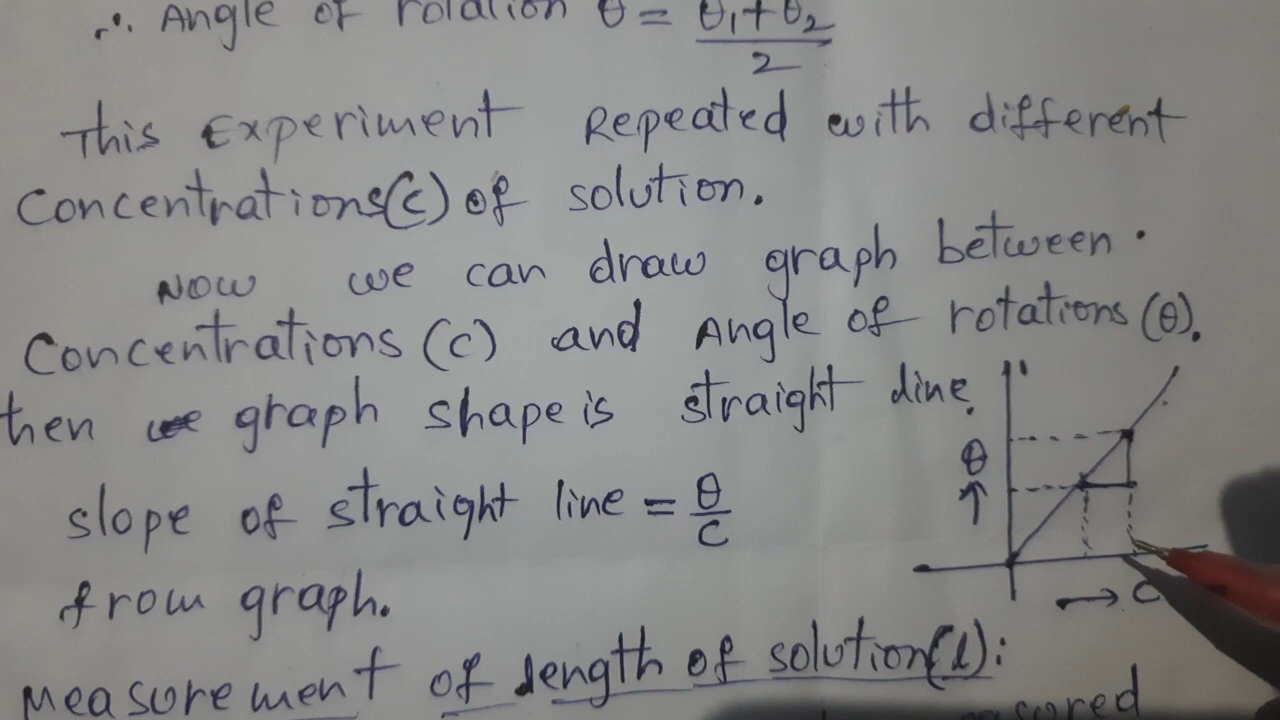 ∴ Angle of rotation θ = θ₁+θ₂
2
This Experiment Repeated with different
Concentrations(c) of solution.
Now we can draw graph between
Concentrations (c) and Angle of rotations (θ).
then graph shape is straight line.
slope of straight line = θ
c
θ
from graph.
→ c
Measurement of length of solution(l):